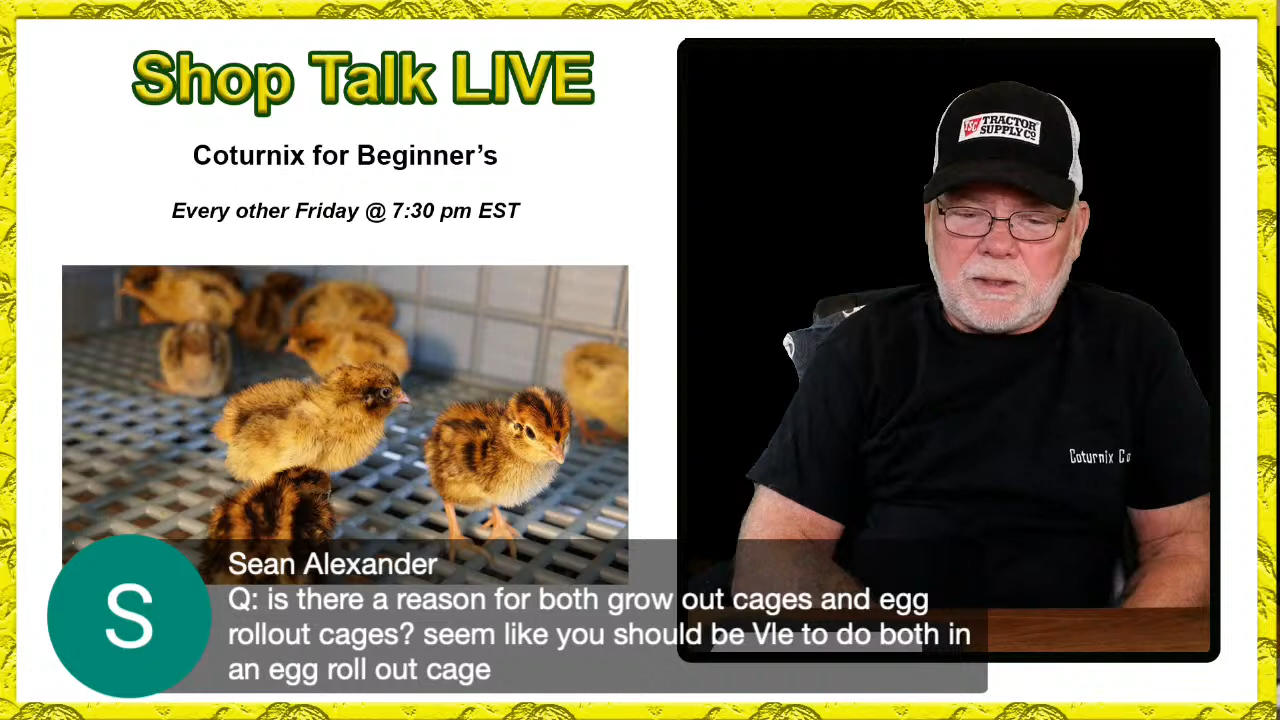 Shop Talk LIVE
Coturnix for Beginner’s
Every other Friday @ 7:30 pm EST
TSC TRACTOR
SUPPLY CO
Coturnix Co
S
Sean Alexander
Q: is there a reason for both grow out cages and egg
rollout cages? seem like you should be Vle to do both in
an egg roll out cage